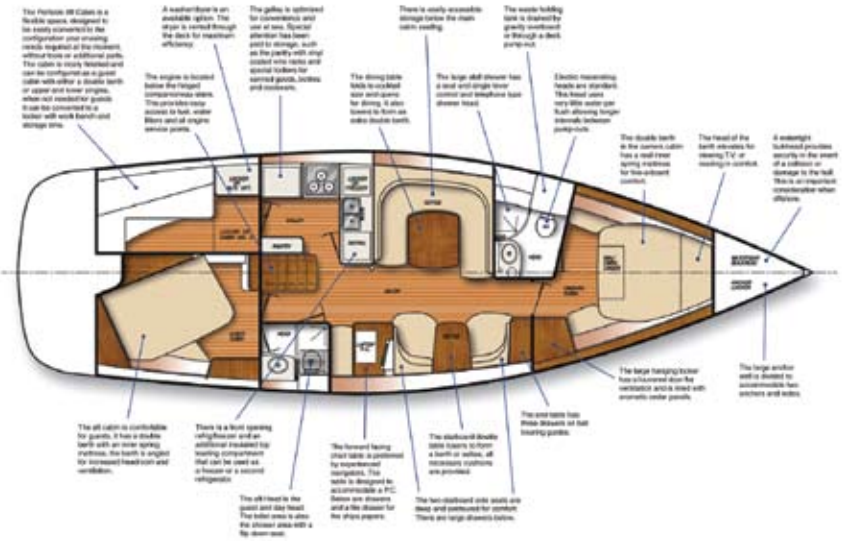 The Portside Aft Cabin is a
flexible space, designed to
be easily converted to the
configuration your cruising
needs required at the moment,
without tools or additional parts.
The cabin is nicely finished and
can be configured as a guest
cabin with either a double berth
or upper and lower singles,
when not needed for guests
it can be converted to a
locker with work bench and
storage bins.
A washer/dryer is an
available option. The
dryer is vented through
the deck for maximum
efficiency.
The engine is located
below the hinged
companionway stairs.
This provides easy
access to fuel, water
filters and all engine
service points.
The galley is optimized
for convenience and
use at sea. Special
attention has been
paid to storage, such
as the pantry with vinyl
coated wire racks and
special lockers for
canned goods, bottles
and cookware.
The dining table
folds to cocktail
size and opens
for dining. It also
lowers to form an
extra double berth.
There is easily accessible
storage below the main
cabin seating.
The large stall shower has
a seat and single lever
control and telephone type
shower head.
The waste holding
tank is drained by
gravity overboard
or through a deck
pump-out.
Electric macerating
heads are standard.
This head uses
very little water per
flush allowing longer
intervals between
pump-outs.
The double berth
in the owners cabin
has a real inner
spring mattress
for live-aboard
comfort.
The head of the
berth elevates for
viewing T.V. or
reading in comfort.
A watertight
bulkhead provides
security in the event
of a collision or
damage to the hull.
This is an important
consideration when
offshore.
GALLEY
PANTRY
SETTEE
HEAD
SALON
HEAD
ANCHOR
LOCKER
The aft cabin is comfortable
for guests, it has a double
berth with an inner spring
mattress, the berth is angled
for increased headroom and
ventilation.
There is a front opening
refrigfreezer and an
additional insulated top
loading compartment
that can be used as
a freezer or a second
refrigerator.
The aft Head is the
guest and day head.
The toilet area is also
the shower area with a
flip down seat.
The forward facing
chart table is preferred
by experienced
navigators. The
table is designed to
accommodate a P.C.
Below are drawers
and a file drawer for
the ships papers.
The starboard double
table lowers to form
a berth or settee, all
necessary cushions
are provided.
The two starboard side seats are
deep and contoured for comfort.
There are large drawers below.
The end table has
three drawers on ball
bearing guides.
The large hanging locker
has a louvered door for
ventilation and is lined with
aromatic cedar panels.
The large anchor
well is divided to
accommodate two
anchors and rodes.